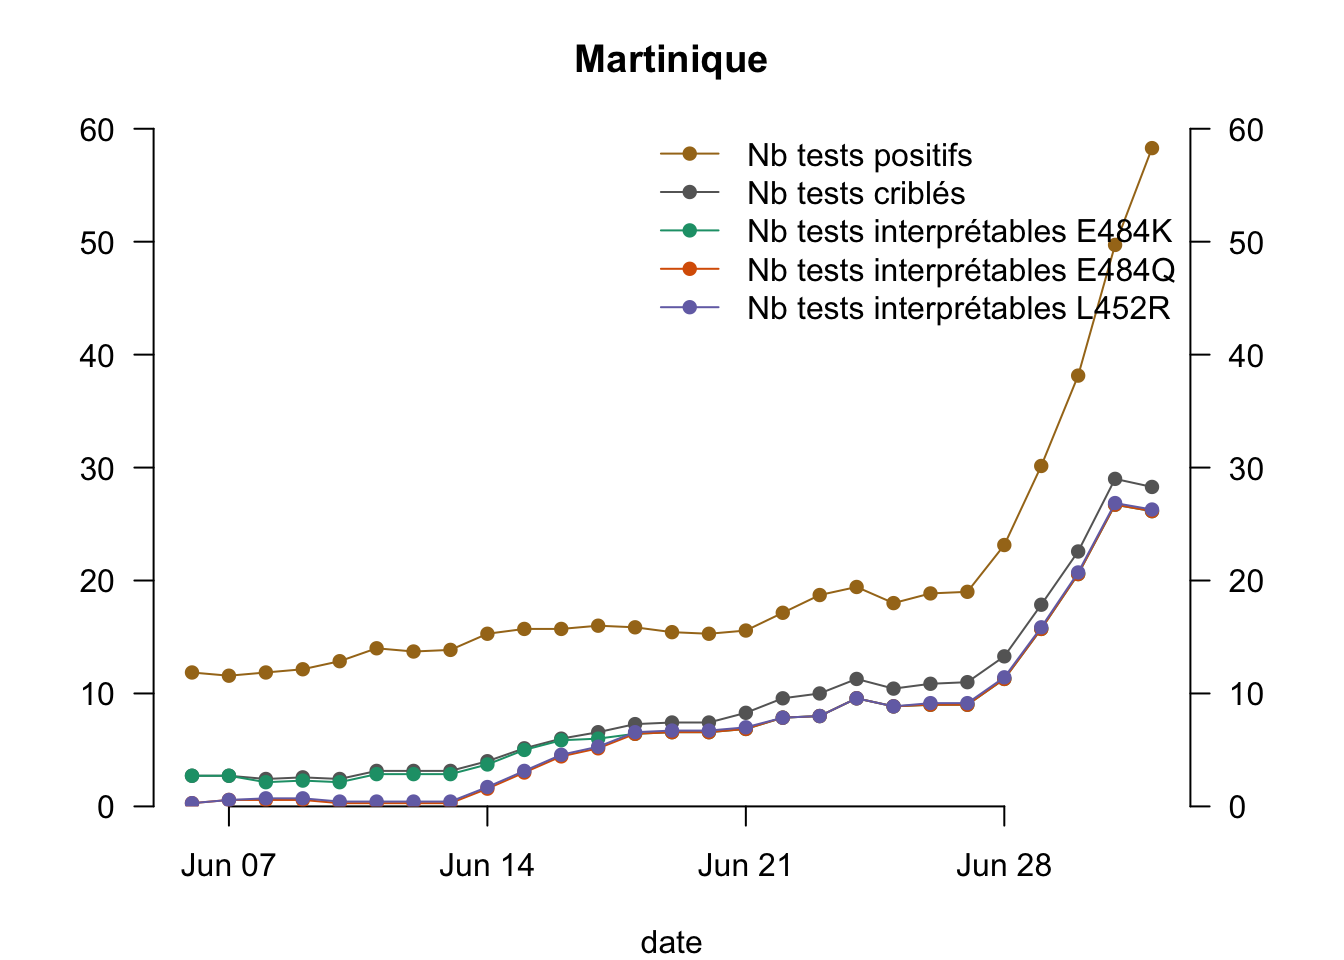 Martinique
60 60
50 50
40 40
30 30
20 20
10 10
0 0
Nb tests positifs
Nb tests criblés
Nb tests interprétables E484K
Nb tests interprétables E484Q
Nb tests interprétables L452R
Jun 07 Jun 14 Jun 21 Jun 28
date